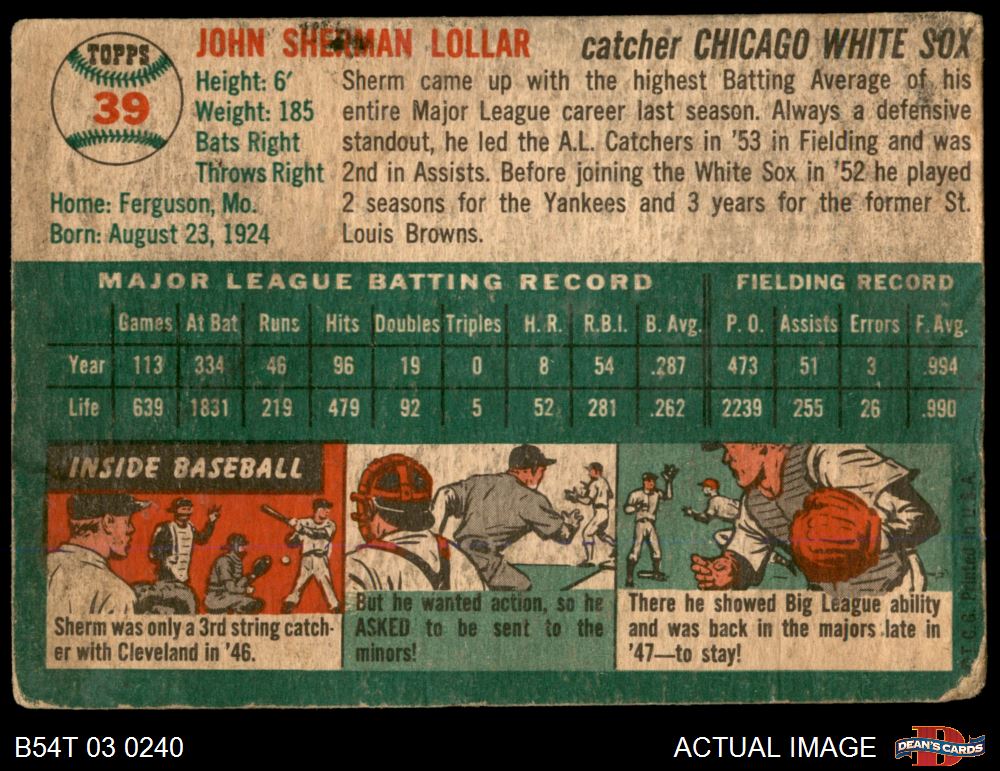 TOPPS
39
JOHN SHERMAN LOLLAR
catcher CHICAGO WHITE SOX
Height: 6'
Weight: 185
Bats Right
Throws Right
Home: Ferguson, Mo.
Born: August 23, 1924
Sherm came up with the highest Batting Average of his
entire Major League career last season. Always a defensive
standout, he led the A.L. Catchers in '53 in Fielding and was
2nd in Assists. Before joining the White Sox in '52 he played
2 seasons for the Yankees and 3 years for the former St.
Louis Browns.
MAJOR LEAGUE BATTING RECORD FIELDING RECORD
Games At Bat Runs Hits Doubles Triples H. R. R.B.I. B. Avg. P. O. Assists Errors F. Avg.
Year 113 334 46 96 19 0 8 54 .287 473 51 3 .994
Life 639 1831 219 479 92 5 52 281 .262 2239 255 26 .990
INSIDE BASEBALL
Sherm was only a 3rd string catch-
er with Cleveland in '46.
But he wanted action, so he
ASKED to be sent to the
minors!
There he showed Big League ability
and was back in the majors late in
'47—to stay!
©T. C. G. Printed in U.S.A.
B54T 03 0240
ACTUAL IMAGE
DEAN'S CARDS